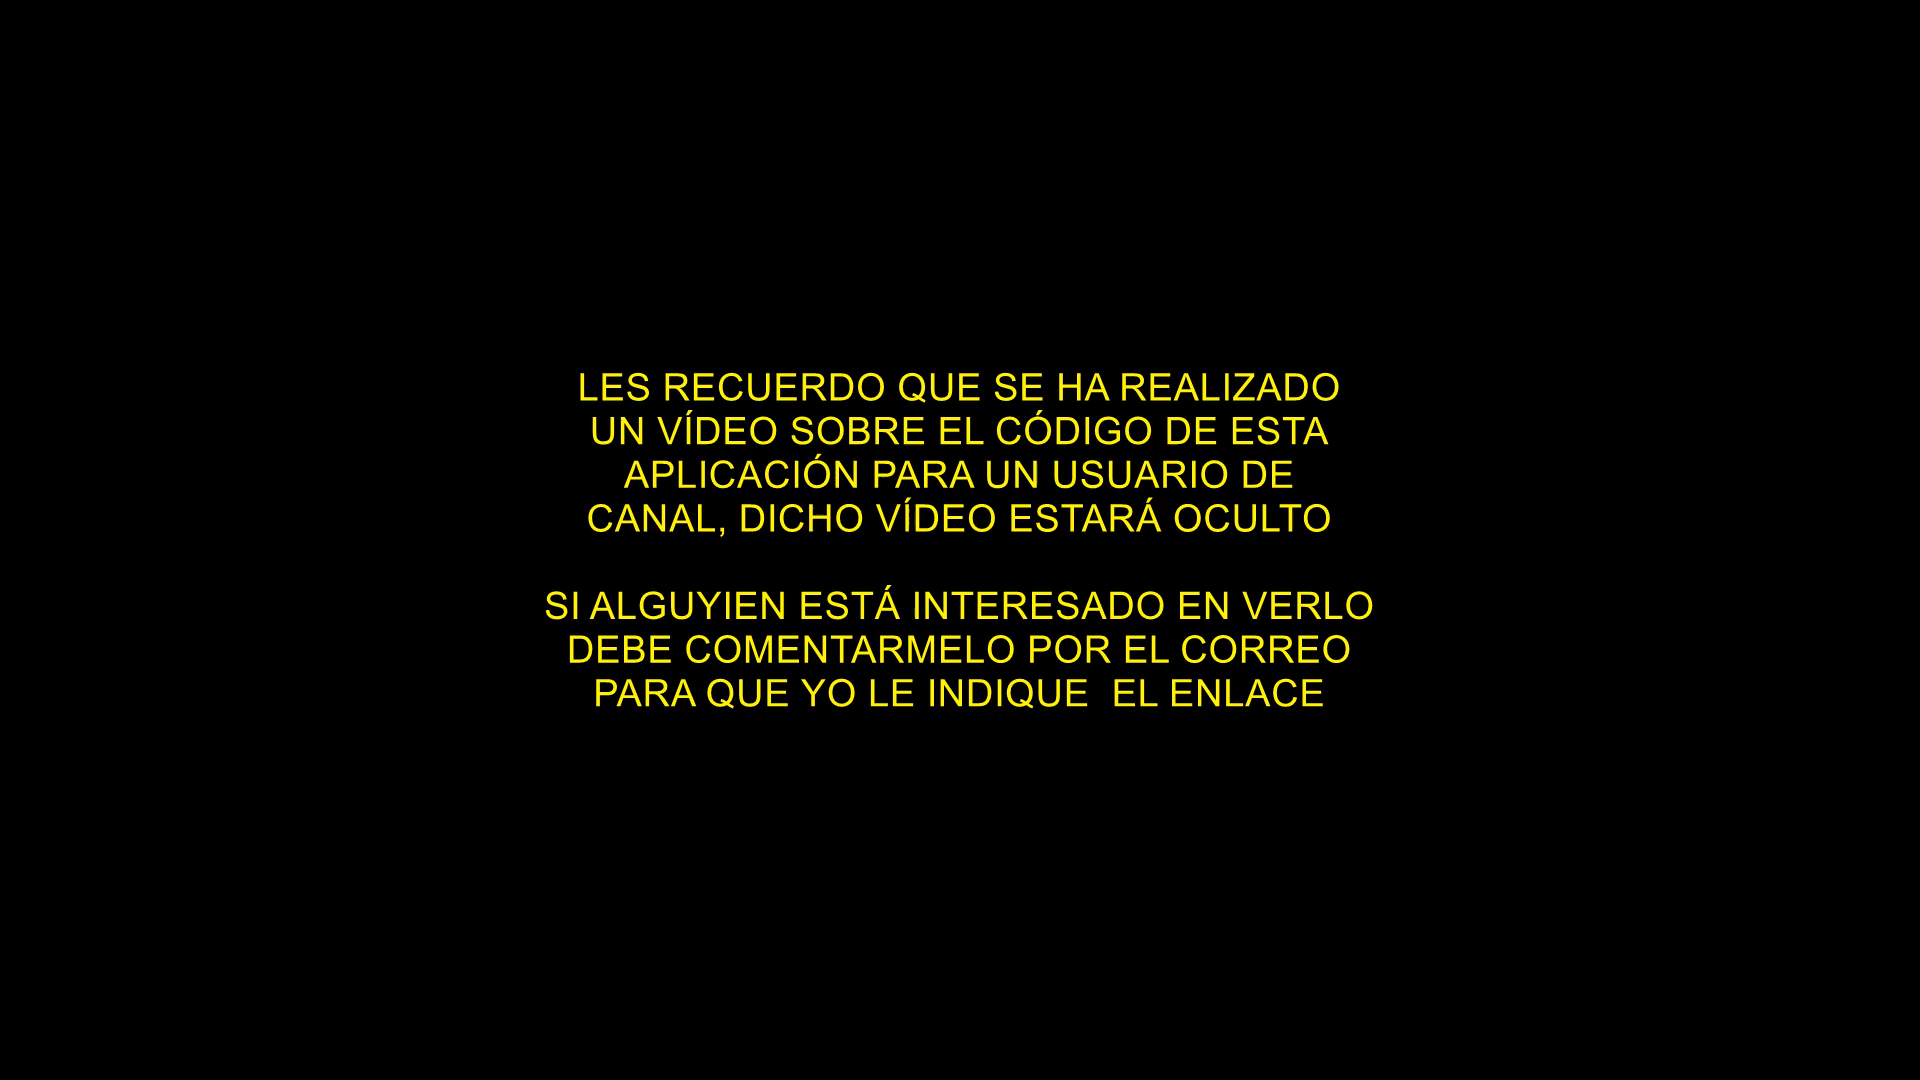 LES RECUERDO QUE SE HA REALIZADO
UN VÍDEO SOBRE EL CÓDIGO DE ESTA
APLICACIÓN PARA UN USUARIO DE
CANAL, DICHO VÍDEO ESTARÁ OCULTO
SI ALGUYIEN ESTÁ INTERESADO EN VERLO
DEBE COMENTARMELO POR EL CORREO
PARA QUE YO LE INDIQUE  EL ENLACE